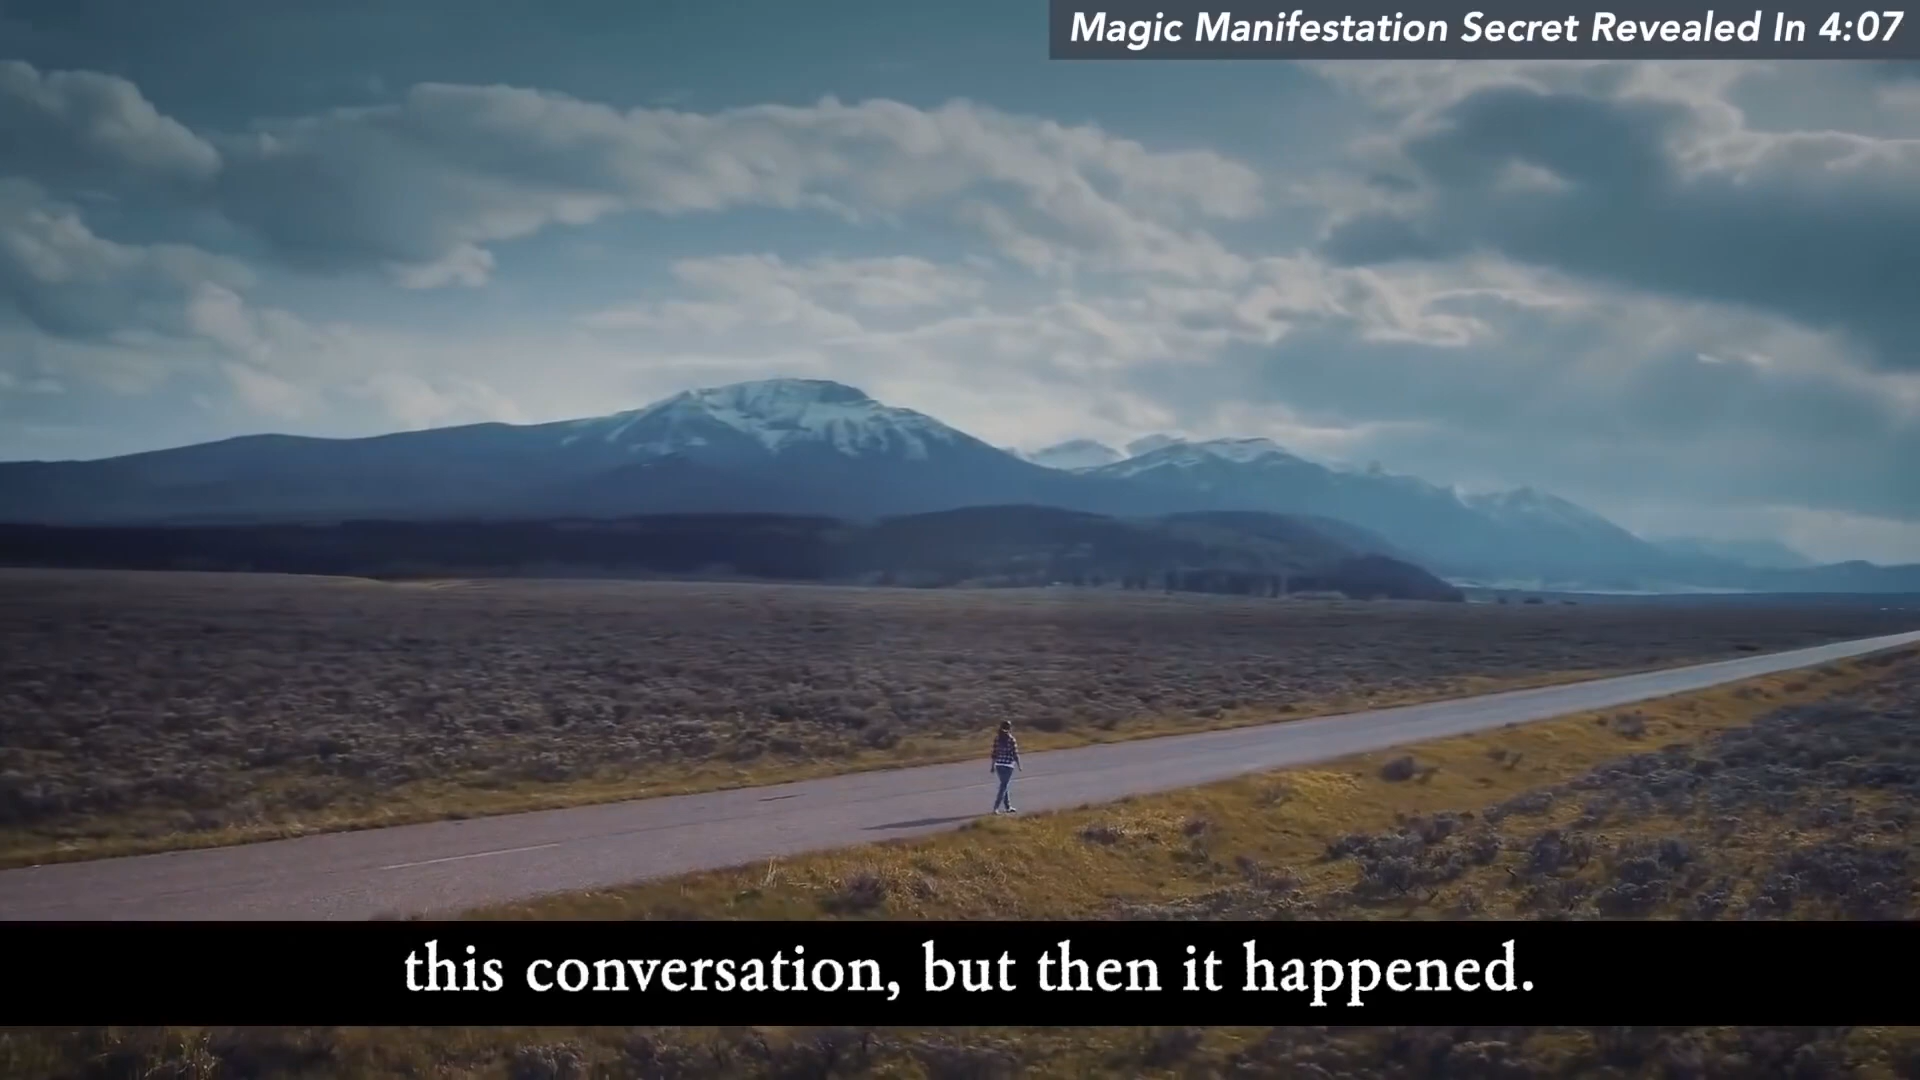 Magic Manifestation Secret Revealed In 4:07
this conversation, but then it happened.